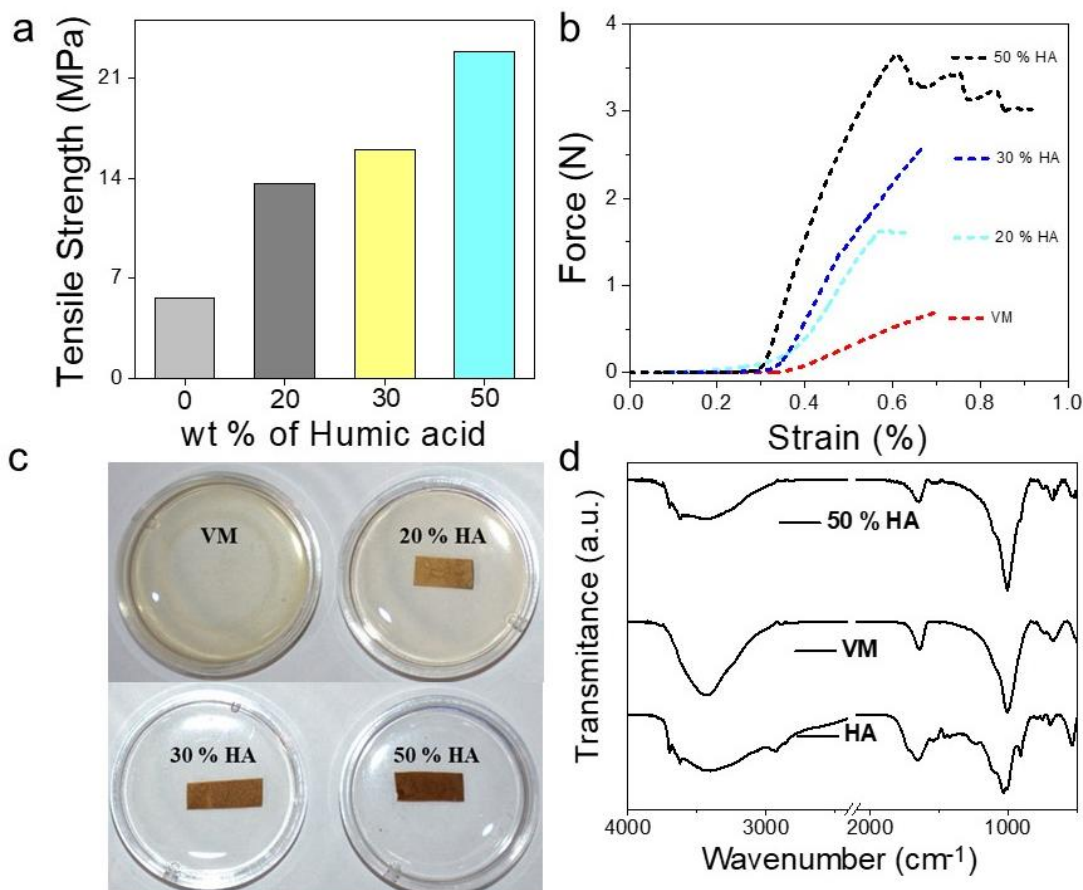 a
Tensile Strength (MPa)
21
14
7
0
0 20 30 50
wt % of Humic acid
b
Force (N)
4
3
2
1
0
0.0 0.2 0.4 0.6 0.8 1.0
Strain (%)
50 % HA
30 % HA
20 % HA
VM
c
VM
20 % HA
30 % HA
50 % HA
d
Transmitance (a.u.)
50 % HA
VM
HA
4000 3000 2000 1000
Wavenumber (cm-1)